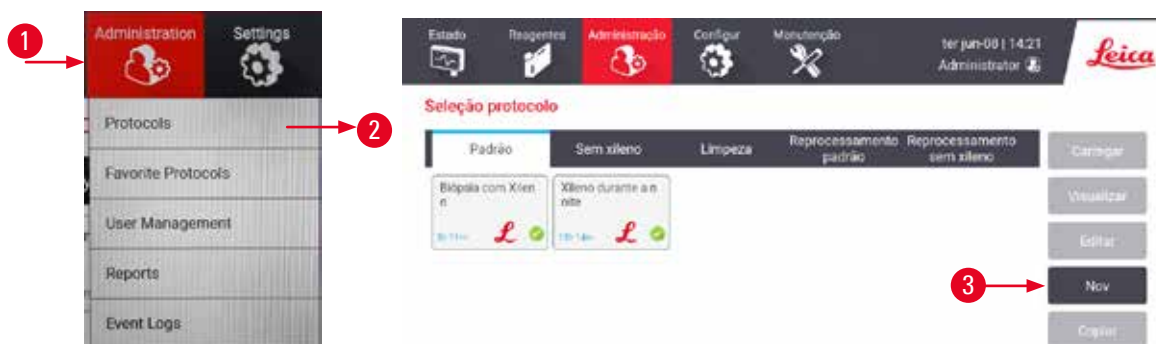 Administration
Settings
1
Protocols
2
Favorite Protocols
User Management
Reports
Event Logs
Estado
Reagentes
Administração
Configur
Manutenção
ter jun-08 | 14:21
Administrator
Leica
Seleção protocolo
Padrão
Sem xileno
Limpeza
Reprocessamento
padrão
Reprocessamento
sem xileno
Carregar
Biópsia com Xilen
o
Xileno durante a n
oite
Visualizar
Editar
3
Nov
Copiar